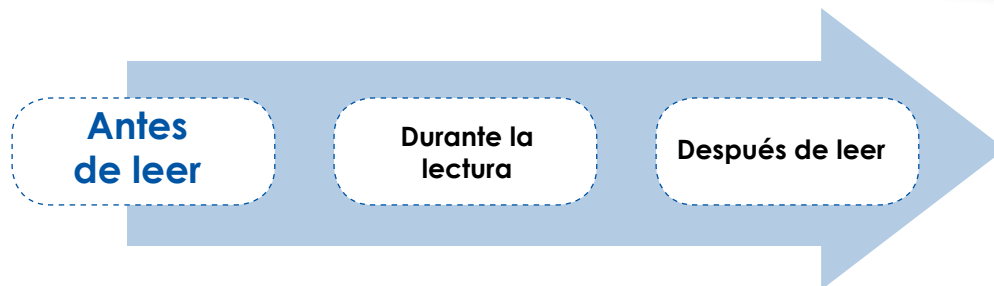 Antes
de leer
Durante la
lectura
Después de leer